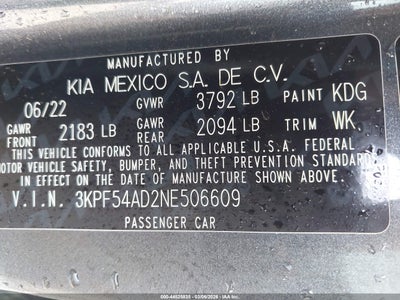 MANUFACTURED BY
KIA MEXICO S.A. DE C.V.
06/22 GVWR 3792 LB PAINT KDG
GAWR FRONT 2183 LB GAWR REAR 2094 LB TRIM WK
THIS VEHICLE CONFORMS TO ALL APPLICABLE U.S.A. FEDERAL
MOTOR VEHICLE SAFETY, BUMPER, AND THEFT PREVENTION STANDARDS
IN EFFECT ON THE DATE OF MANUFACTURE SHOWN ABOVE.
V.I.N. 3KPF54AD2NE506609
PASSENGER CAR